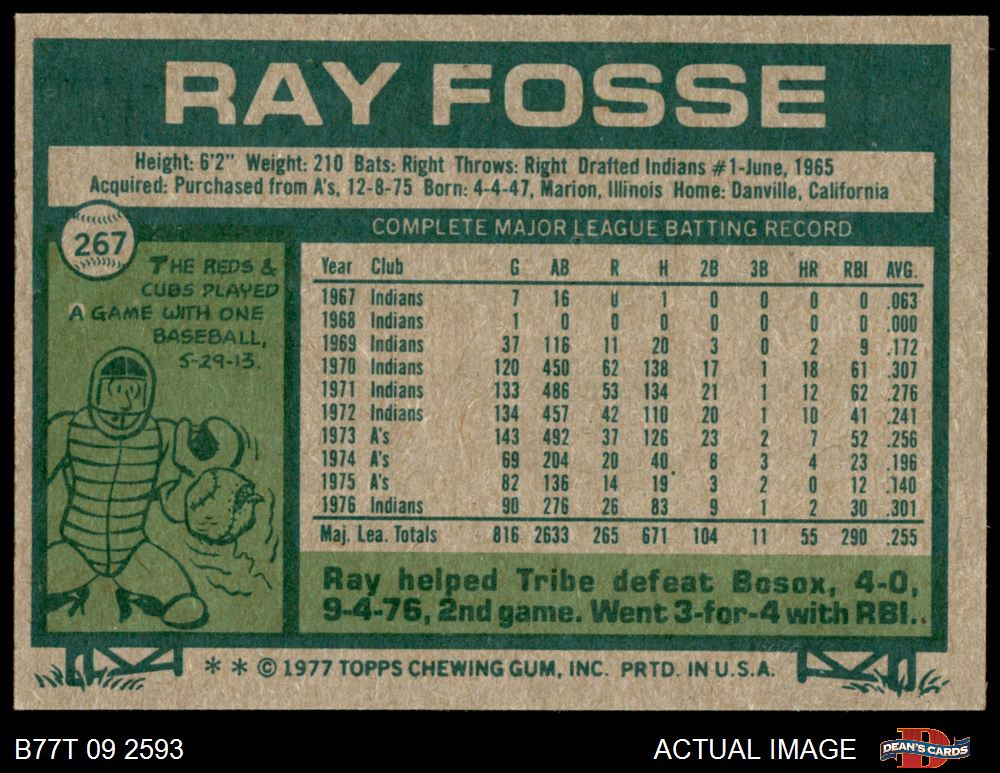 RAY FOSSE
Height: 6'2" Weight: 210 Bats: Right Throws: Right Drafted Indians #1-June, 1965
Acquired: Purchased from A's, 12-8-75 Born: 4-4-47, Marion, Illinois Home: Danville, California
267
THE REDS &
CUBS PLAYED
A GAME WITH ONE
BASEBALL,
5-29-13.
COMPLETE MAJOR LEAGUE BATTING RECORD
Year Club G AB R H 2B 3B HR RBI AVG.
1967 Indians 7 16 0 1 0 0 0 0 .063
1968 Indians 1 0 0 0 0 0 0 0 .000
1969 Indians 37 116 11 20 3 0 2 9 .172
1970 Indians 120 450 62 138 17 1 18 61 .307
1971 Indians 133 486 53 134 21 1 12 62 .276
1972 Indians 134 457 42 110 20 1 10 41 .241
1973 A's 143 492 37 126 23 2 7 52 .256
1974 A's 69 204 20 40 8 3 4 23 .196
1975 A's 82 136 14 19 3 2 0 12 .140
1976 Indians 90 276 26 83 9 1 2 30 .301
Maj. Lea. Totals 816 2633 265 671 104 11 55 290 .255
Ray helped Tribe defeat Bosox, 4-0,
9-4-76, 2nd game. Went 3-for-4 with RBI..
* * © 1977 TOPPS CHEWING GUM, INC. PRTD. IN U.S.A.
B77T 09 2593
ACTUAL IMAGE
DEAN'S CARDS